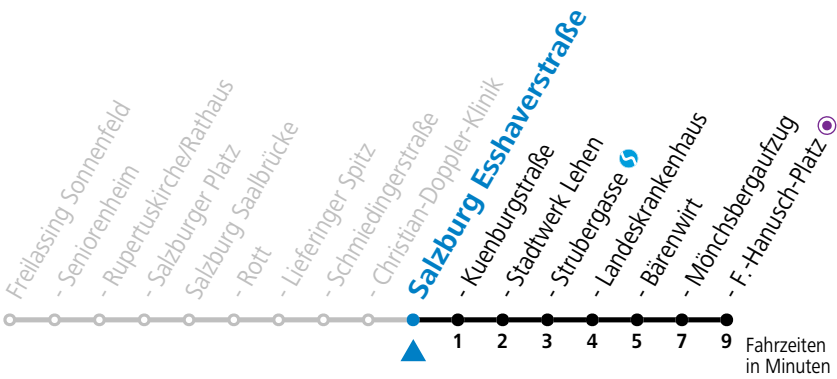 Freilassing Sonnenfeld
- Seniorenheim
- Rupertuskirche/Rathaus
- Salzburger Platz
Salzburg Saalbrücke
- Rott
- Lieferinger Spitz
- Schmiedingerstraße
- Christian-Doppler-Klinik
Salzburg Esshaverstraße
- Kuenburgstraße
- Stadtwerk Lehen
- Strubergasse
- Landeskrankenhaus
- Bärenwirt
- Mönchsbergaufzug
- F.-Hanusch-Platz
1 2 3 4 5 7 9
Fahrzeiten
in Minuten